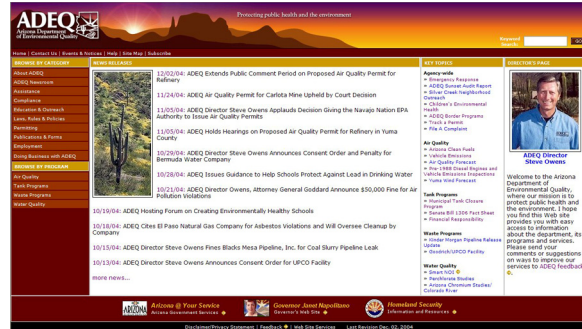 ADEQ
Arizona Department
of Environmental Quality
Protecting public health and the environment
Keyword
Search:
GO
Home | Contact Us | Events & Notices | Help | Site Map | Subscribe
BROWSE BY CATEGORY
About ADEQ
ADEQ Newsroom
Assistance
Compliance
Education & Outreach
Laws, Rules & Policies
Permitting
Publications & Forms
Employment
Doing Business with ADEQ
BROWSE BY PROGRAM
Air Quality
Tank Programs
Waste Programs
Water Quality
NEWS RELEASES
12/02/04: ADEQ Extends Public Comment Period on Proposed Air Quality Permit for
Refinery
11/24/04: ADEQ Air Quality Permit for Carlota Mine Upheld by Court Decision
11/05/04: ADEQ Director Steve Owens Applauds Decision Giving the Navajo Nation EPA
Authority to Issue Air Quality Permits
11/05/04: ADEQ Holds Hearings on Proposed Air Quality Permit for Refinery in Yuma
County
10/29/04: ADEQ Director Steve Owens Announces Consent Order and Penalty for
Bermuda Water Company
10/28/04: ADEQ Issues Guidance to Help Schools Protect Against Lead in Drinking Water
10/21/04: ADEQ Director Owens, Attorney General Goddard Announce $50,000 Fine for Air
Pollution Violations
10/19/04: ADEQ Hosting Forum on Creating Environmentally Healthy Schools
10/18/04: ADEQ Cites El Paso Natural Gas Company for Asbestos Violations and Will Oversee Cleanup by
Company
10/15/04: ADEQ Director Steve Owens Fines Blacks Mesa Pipeline, Inc. for Coal Slurry Pipeline Leak
10/13/04: ADEQ Director Steve Owens Announces Consent Order for UPCO Facility
more news...
KEY TOPICS
Agency-wide
Emergency Response
ADEQ Sunset Audit Report
Silver Creek Neighborhood
Outreach
Children's Environmental
Health
ADEQ Border Programs
Track a Permit
File A Complaint
Air Quality
Arizona Clean Fuels
Vehicle Emissions
Air Quality Forecast
Pre-1988 Diesel Engines and
Vehicle Emissions Inspections
Yuma Wind Forecast
Tank Programs
Municipal Tank Closure
Program
Senate Bill 1306 Fact Sheet
Financial Responsibility
Waste Programs
Kinder Morgan Pipeline Release
Update
Goodrich/UPCO Facility
Water Quality
Smart NOI
Perchlorate Studies
Arizona Chromium Studies/
Colorado River
DIRECTOR'S PAGE
ADEQ Director
Steve Owens
Welcome to the Arizona
Department of
Environmental Quality,
where our mission is to
protect public health and
the environment. I hope
you find this Web site
provides you with easy
access to information
about the department, its
programs and services.
Please send your
comments or suggestions
on ways to improve our
services to ADEQ feedback
ARIZONA
Arizona @ Your Service
Arizona Government Services
Governor Janet Napolitano
Governor's Web Site
Homeland Security
Information and Resources
Disclaimer/Privacy Statement | Feedback | Web Site Services Last Revision Dec. 02, 2004